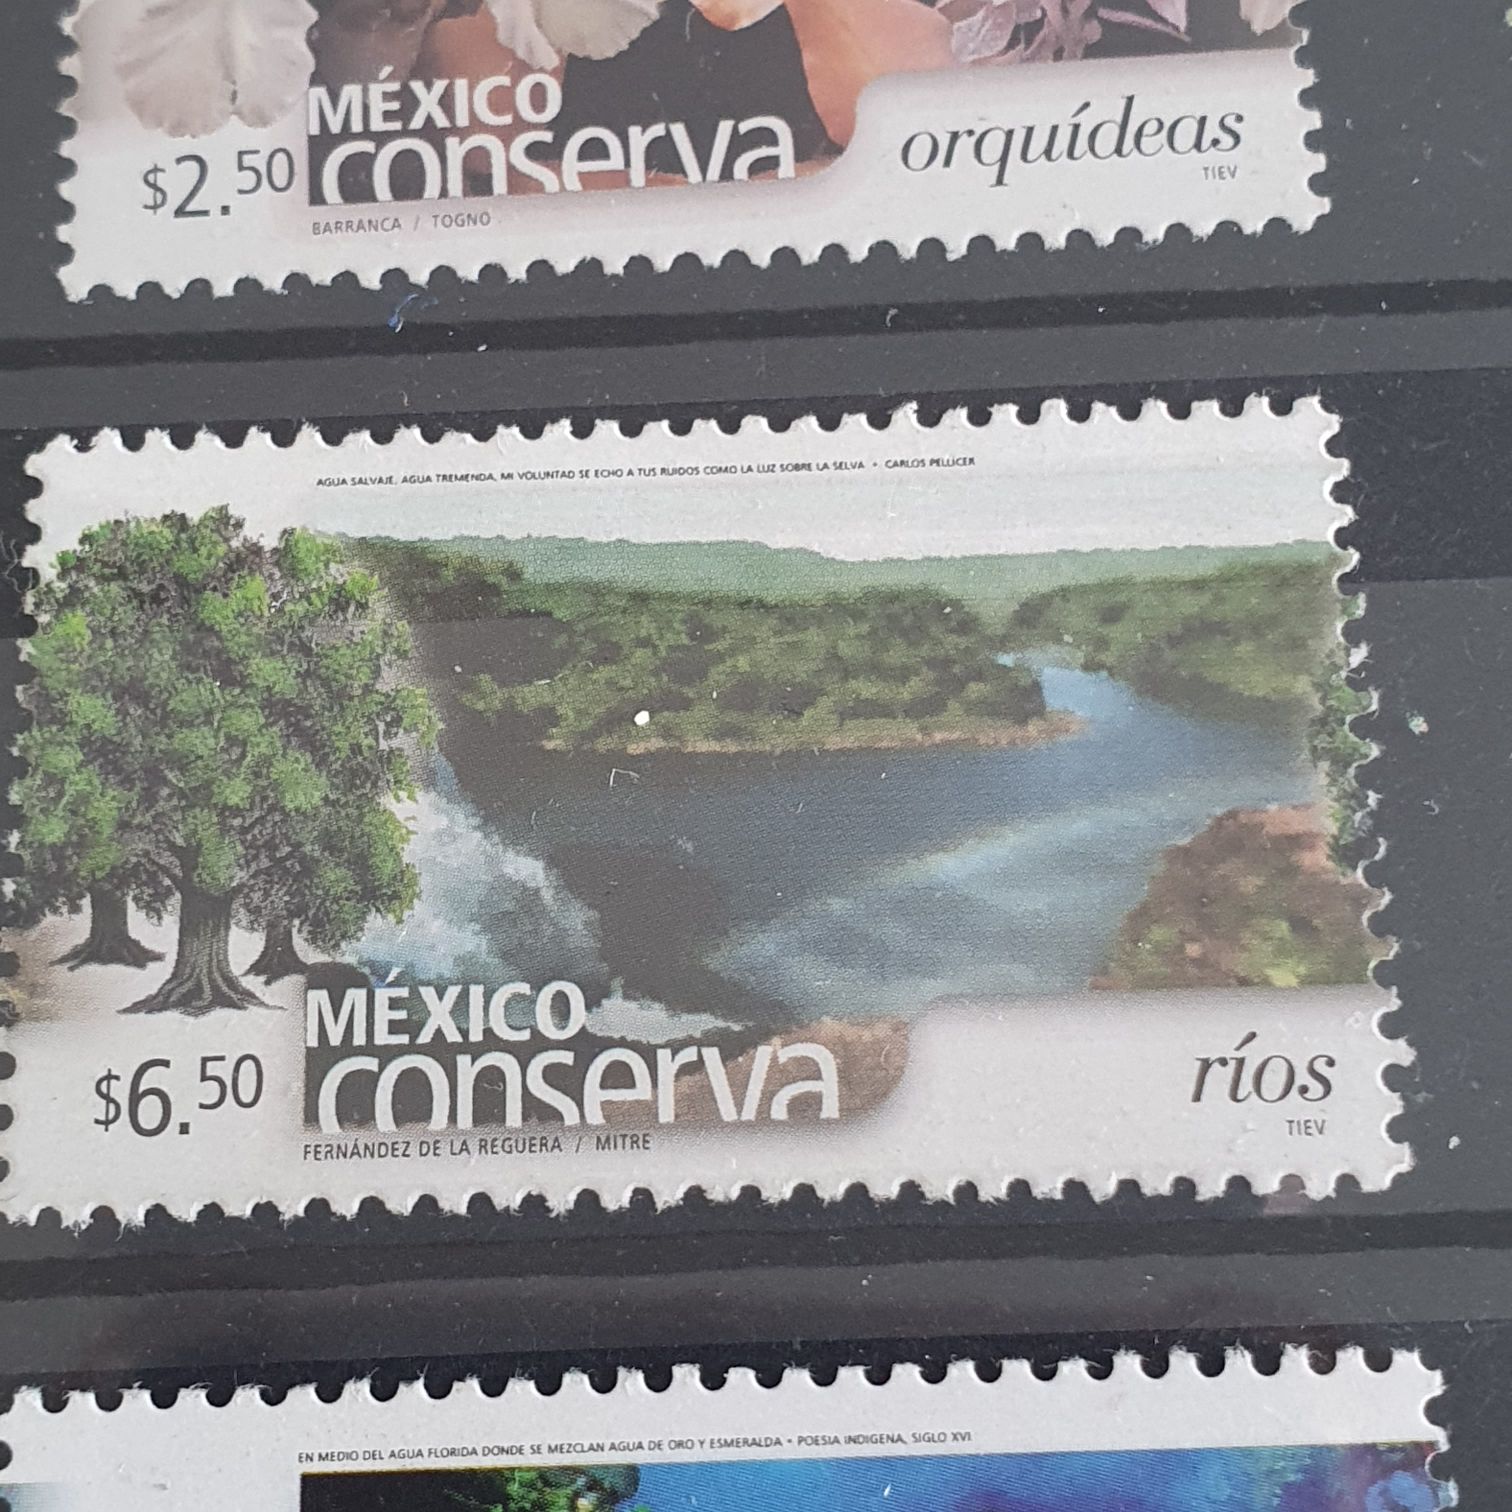 MÉXICO
conserva
orquídeas
$2.50
TIEV
BARRANCA / TOGNO
AGUA SALVAJE, AGUA TREMENDA, MI VOLUNTAD SE ECHO A TUS RUIDOS COMO LA LUZ SOBRE LA SELVA • CARLOS PELLICER
MÉXICO
conserva
ríos
$6.50
TIEV
FERNÁNDEZ DE LA REGUERA / MITRE
EN MEDIO DEL AGUA FLORIDA DONDE SE MEZCLAN AGUA DE ORO Y ESMERALDA • POESIA INDIGENA, SIGLO XVI